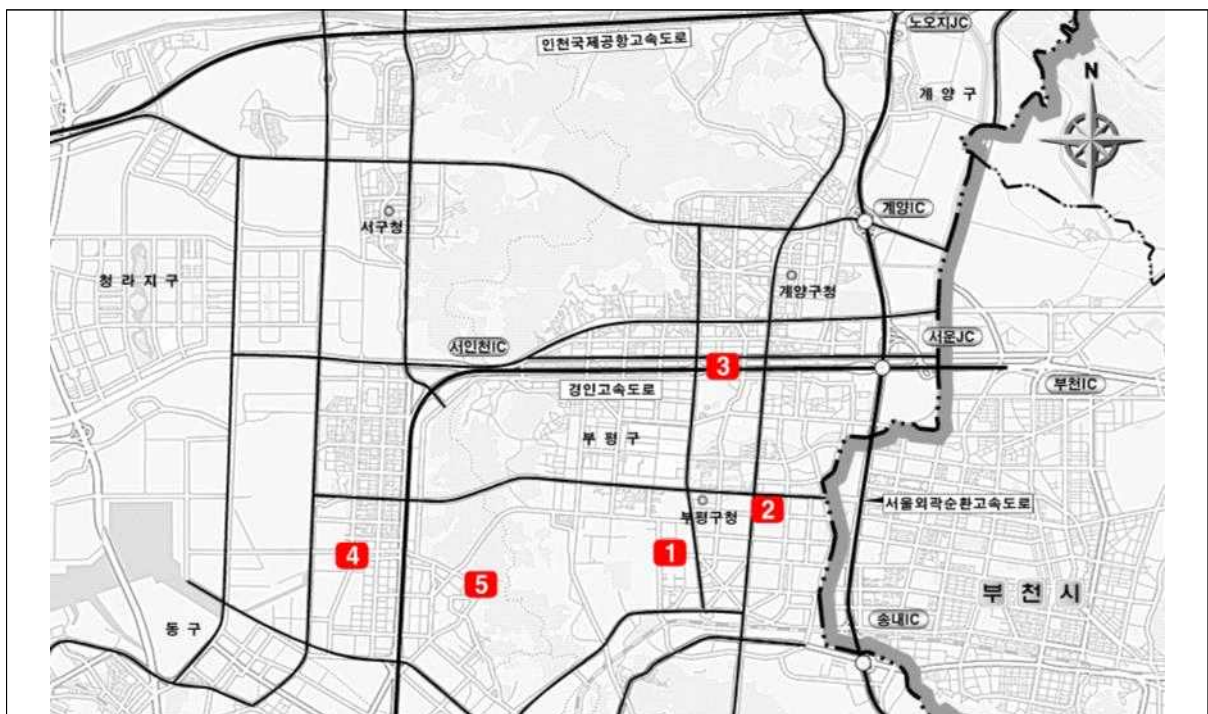 노오지JC
인천국제공항고속도로
N
계양구
계양IC
서구청
청라지구
계양구청
서인천IC
서운JC
3
부천IC
경인고속도로
부평구
2
부평구청
서울외곽순환고속도로
4
1
5
부천시
송내IC
동구